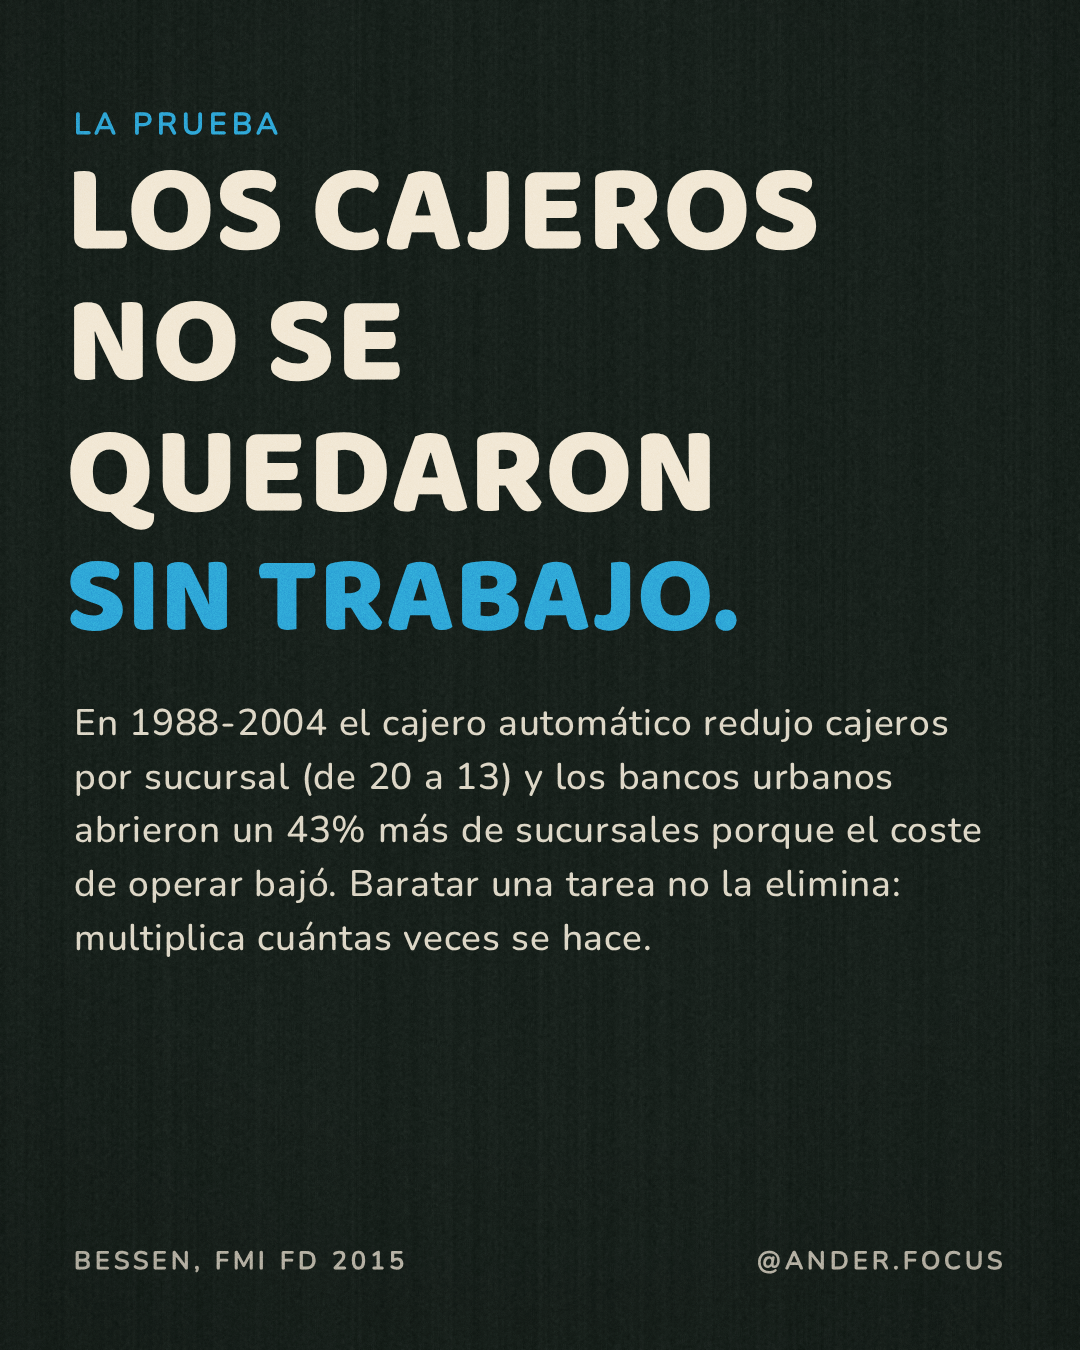 LA PRUEBA
LOS CAJEROS
NO SE
QUEDARON
SIN TRABAJO.
En 1988-2004 el cajero automático redujo cajeros
por sucursal (de 20 a 13) y los bancos urbanos
abrieron un 43% más de sucursales porque el coste
de operar bajó. Baratar una tarea no la elimina:
multiplica cuántas veces se hace.
BESSEN, FMI FD 2015
@ANDER.FOCUS